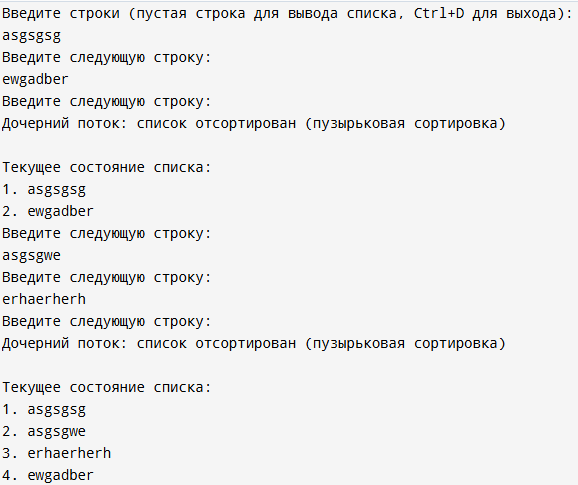 Введите строки (пустая строка для вывода списка, Ctrl+D для выхода):
asgsgsg
Введите следующую строку:
ewgadber
Введите следующую строку:
Дочерний поток: список отсортирован (пузырьковая сортировка)
Текущее состояние списка:
1. asgsgsg
2. ewgadber
Введите следующую строку:
asgsgwe
Введите следующую строку:
erhaerherh
Введите следующую строку:
Дочерний поток: список отсортирован (пузырьковая сортировка)
Текущее состояние списка:
1. asgsgsg
2. asgsgwe
3. erhaerherh
4. ewgadber